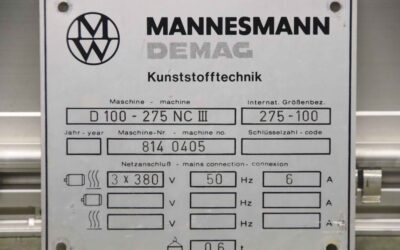 MW
MANNESMANN
DEMAG
Kunststofftechnik
Maschine - machine
Internat. Größenbez.
D 100 - 275 NC III
275 - 100
Jahr - year
Maschine-Nr. - machine no.
Schlüsselzahl - code
814 0405
Netzanschluß - mains connection - connexion
3 x 380 V 50 Hz 6 A
V Hz A
V Hz A
0,6 t